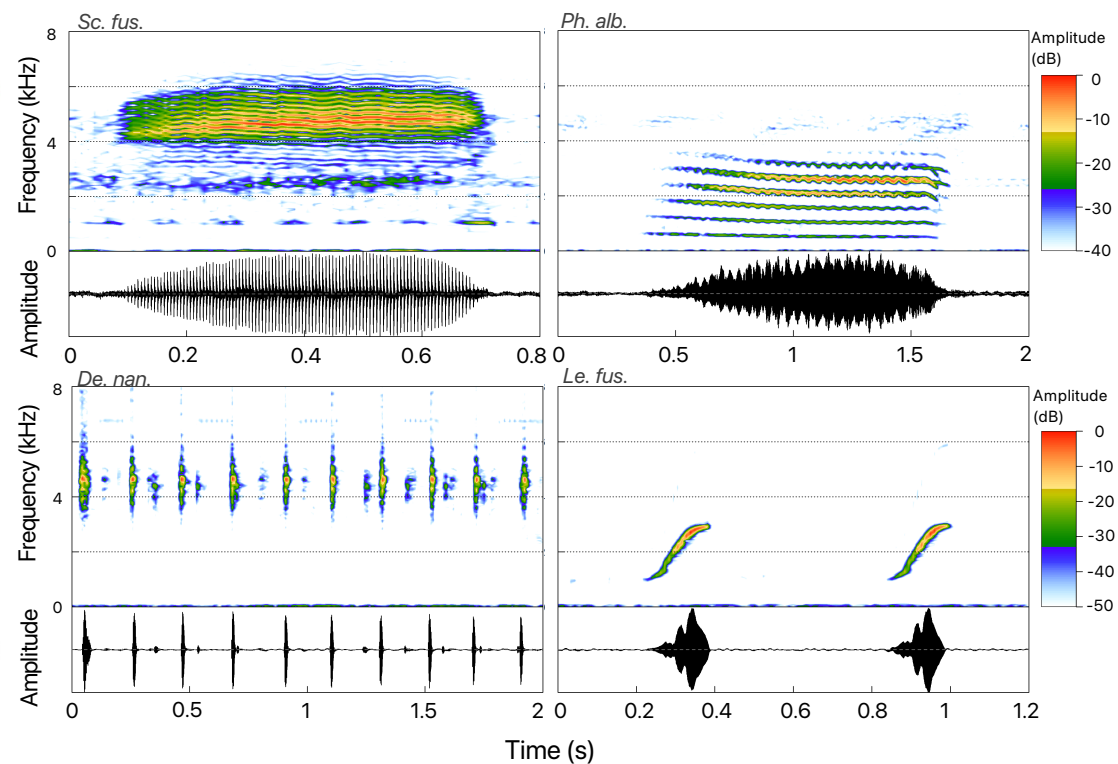 Sc. fus.
Ph. alb.
Amplitude
(dB)
Frequency (kHz)
8
4
0
0
-10
-20
-30
-40
Amplitude
0 0.2 0.4 0.6 0.8
0 0.5 1 1.5 2
De. nan.
Le. fus.
Amplitude
(dB)
Frequency (kHz)
8
4
0
0
-10
-20
-30
-40
-50
Amplitude
0 0.5 1 1.5 2
0 0.2 0.4 0.6 0.8 1 1.2
Time (s)